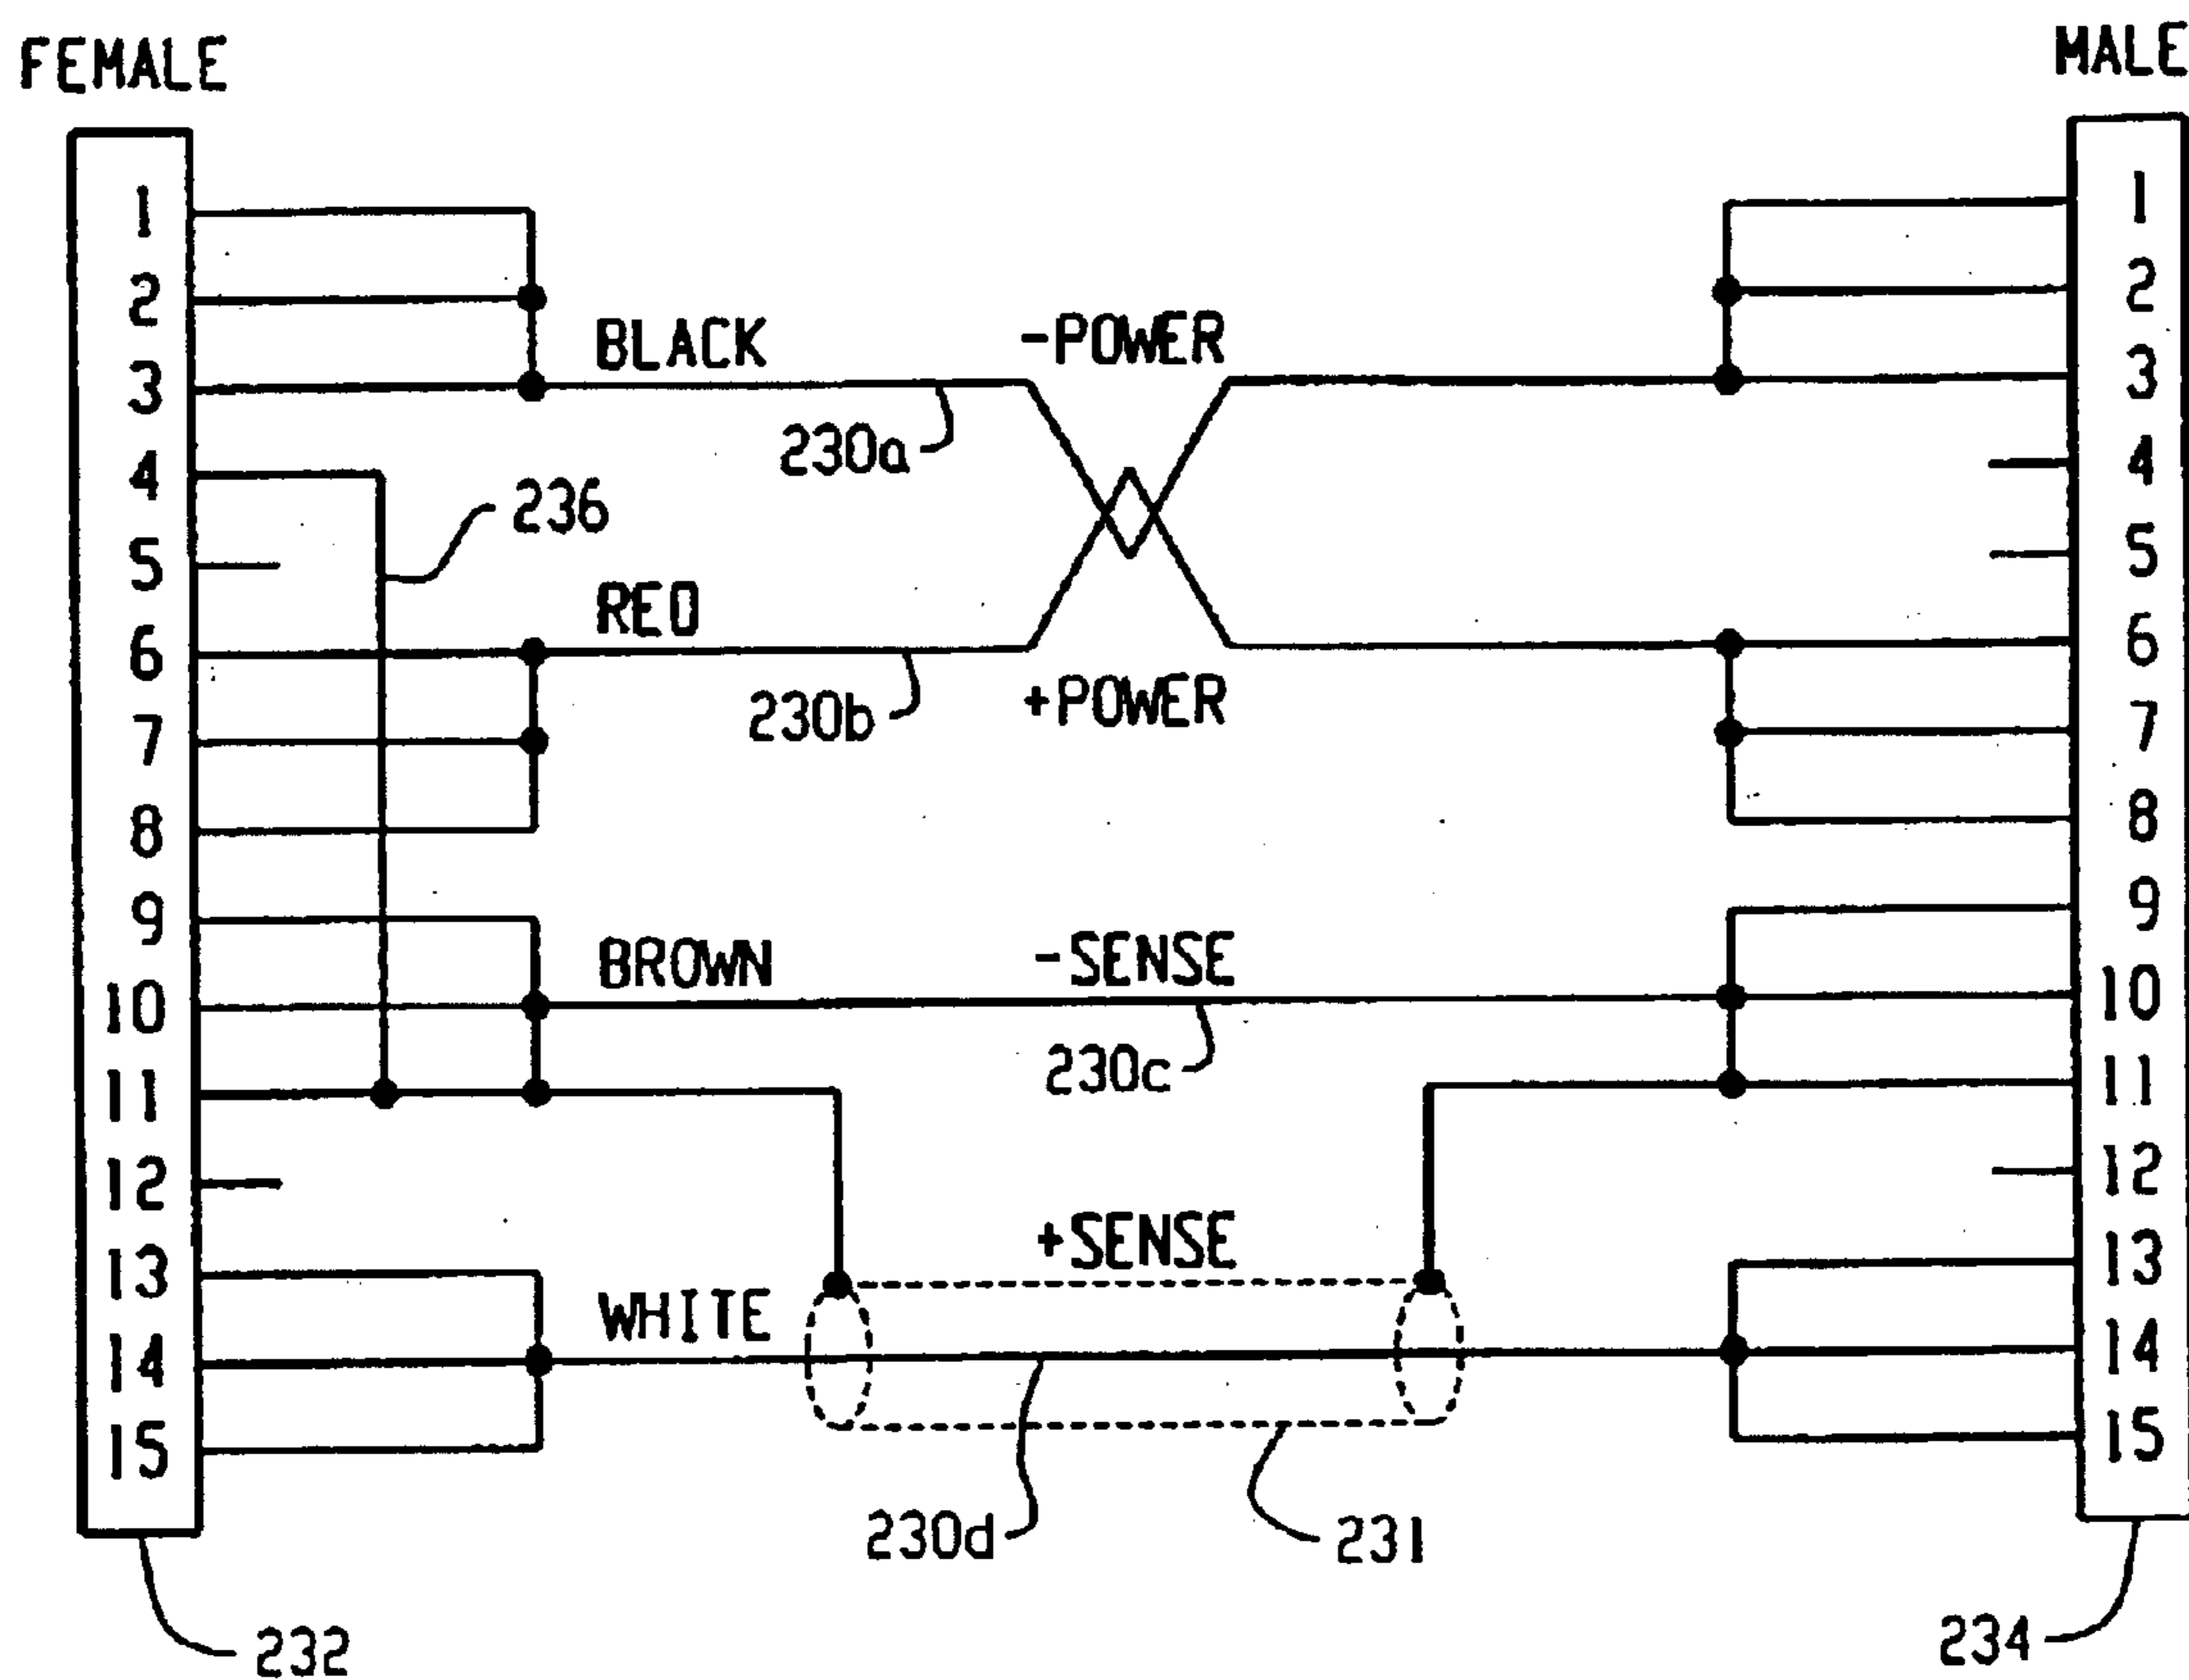 FEMALE
MALE
1
1
2
2
BLACK
-POWER
3
3
230a
4
4
236
5
5
RED
6
6
230b
+POWER
7
7
8
8
9
9
BROWN
-SENSE
10
10
230c
11
11
12
12
+SENSE
13
13
WHITE
14
14
15
15
230d
231
232
234